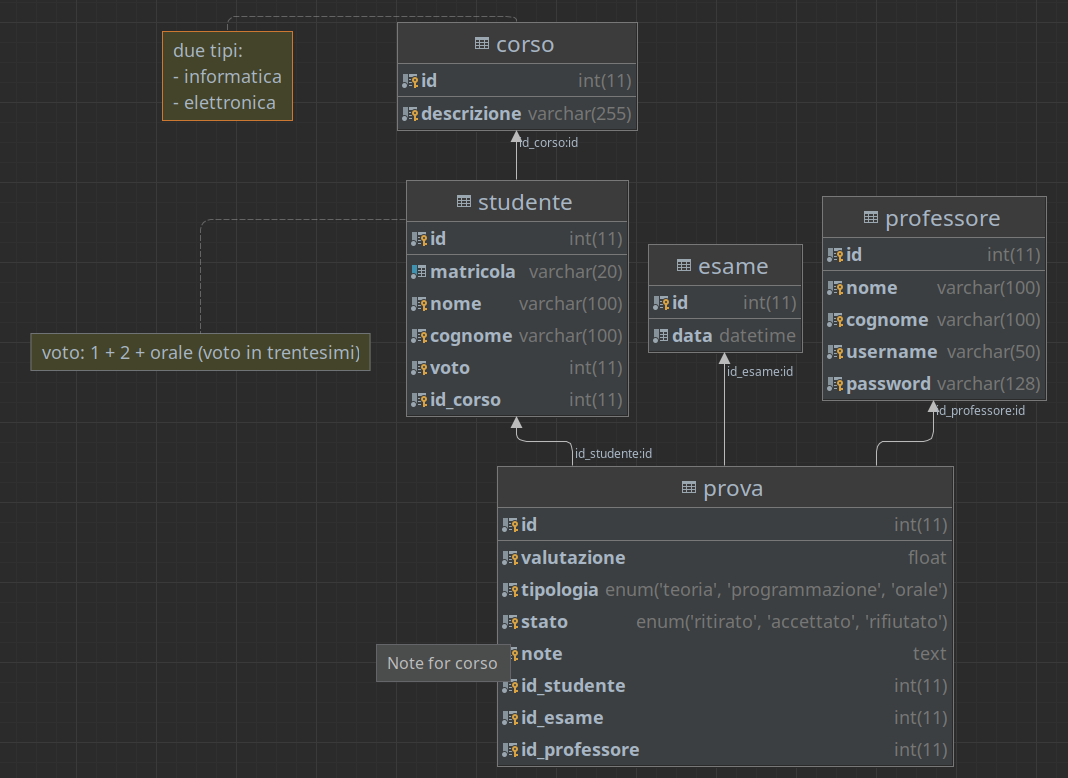 due tipi:
- informatica
- elettronica
corso
id int(11)
descrizione varchar(255)
id_corso:id
studente
id int(11)
matricola varchar(20)
nome varchar(100)
cognome varchar(100)
voto int(11)
id_corso int(11)
voto: 1 + 2 + orale (voto in trentesimi)
esame
id int(11)
data datetime
id_esame:id
professore
id int(11)
nome varchar(100)
cognome varchar(100)
username varchar(50)
password varchar(128)
id_professore:id
id_studente:id
prova
id int(11)
valutazione float
tipologia enum('teoria', 'programmazione', 'orale')
stato enum('ritirato', 'accettato', 'rifiutato')
note text
id_studente int(11)
id_esame int(11)
id_professore int(11)
Note for corso